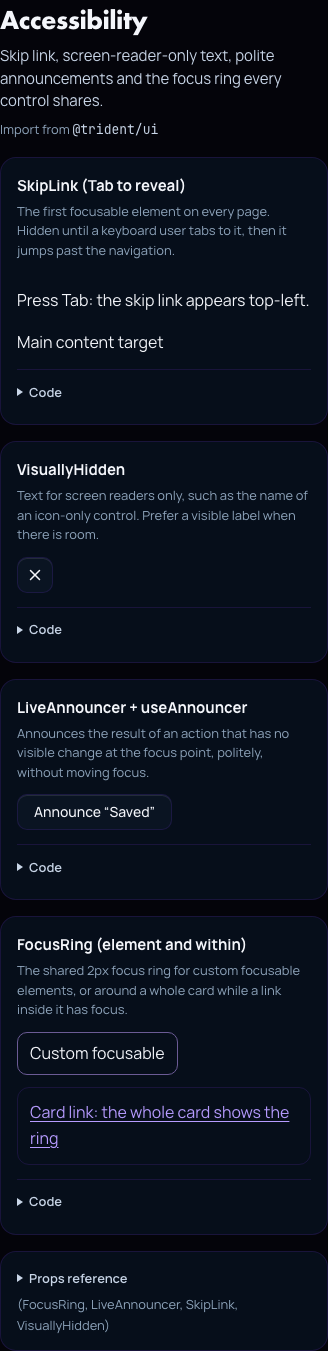 Accessibility
Skip link, screen-reader-only text, polite
announcements and the focus ring every
control shares.
Import from @trident/ui
SkipLink (Tab to reveal)
The first focusable element on every page.
Hidden until a keyboard user tabs to it, then it
jumps past the navigation.
Press Tab: the skip link appears top-left.
Main content target
Code
VisuallyHidden
Text for screen readers only, such as the name of
an icon-only control. Prefer a visible label when
there is room.
Code
LiveAnnouncer + useAnnouncer
Announces the result of an action that has no
visible change at the focus point, politely,
without moving focus.
Announce “Saved”
Code
FocusRing (element and within)
The shared 2px focus ring for custom focusable
elements, or around a whole card while a link
inside it has focus.
Custom focusable
Card link: the whole card shows the
ring
Code
Props reference
(FocusRing, LiveAnnouncer, SkipLink,
VisuallyHidden)